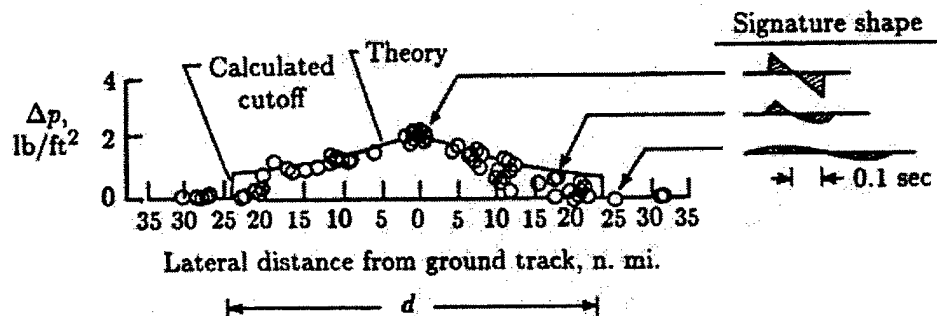 Signature shape
Calculated
cutoff
Theory
Δp,
lb/ft²
4
2
0
35 30 25 20 15 10 5 0 5 10 15 20 25 30 35
0.1 sec
Lateral distance from ground track, n. mi.
d